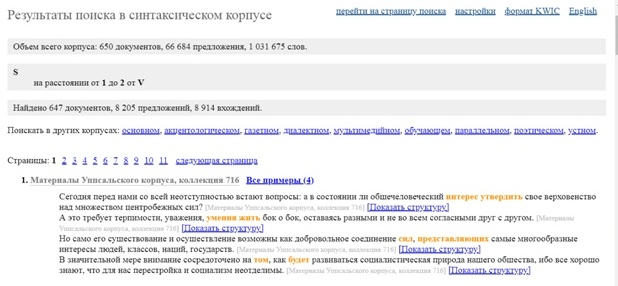 Результаты поиска в синтаксическом корпусе
перейти на страницу поиска настройки формат KWIC English
Объем всего корпуса: 650 документов, 66 684 предложения, 1 031 675 слов.
S
на расстоянии от 1 до 2 от V
Найдено 647 документов, 8 205 предложений, 8 914 вхождений.
Поискать в других корпусах: основном, акцентологическом, газетном, диалектном, мультимедийном, обучающем, параллельном, поэтическом, устном.
Страницы: 1 2 3 4 5 6 7 8 9 10 11 следующая страница
1. Материалы Уппсальского корпуса, коллекция 716 Все примеры (4)
Сегодня перед нами со всей неотступностью встают вопросы: а в состоянии ли общечеловеческий интерес утвердить свое верховенство
над множеством центробежных сил? [Материалы Уппсальского корпуса, коллекция 716] [Показать структуру]
А это требует терпимости, уважения, умения жить бок о бок, оставаясь разными и не во всем согласными друг с другом. [Материалы
Уппсальского корпуса, коллекция 716] [Показать структуру]
Но само его существование и осуществление возможны как добровольное соединение сил, представляющих самые многообразные
интересы людей, классов, наций, государств. [Материалы Уппсальского корпуса, коллекция 716] [Показать структуру]
В значительной мере внимание сосредоточено на том, как будет развиваться социалистическая природа нашего общества, ибо все хорошо
знают, что для нас перестройка и социализм неотделимы. [Материалы Уппсальского корпуса, коллекция 716] [Показать структуру]